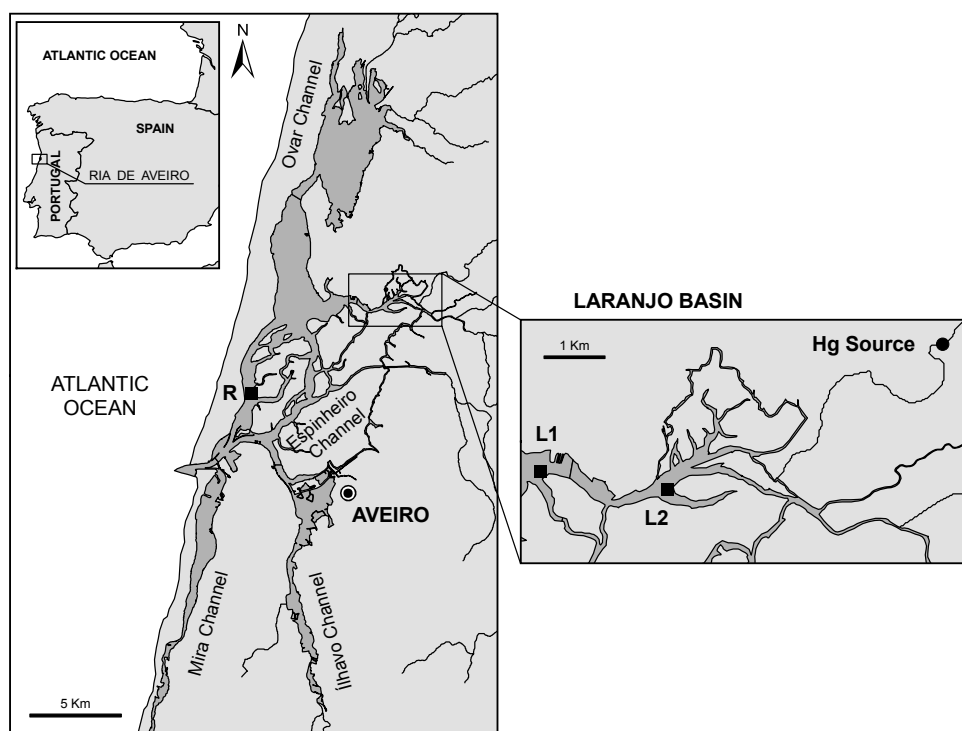 ATLANTIC OCEAN
SPAIN
PORTUGAL
RIA DE AVEIRO
N
Ovar Channel
ATLANTIC
OCEAN
R
Espinheiro
Channel
AVEIRO
Mira Channel
Ílhavo Channel
5 Km
LARANJO BASIN
1 Km
Hg Source
L1
L2